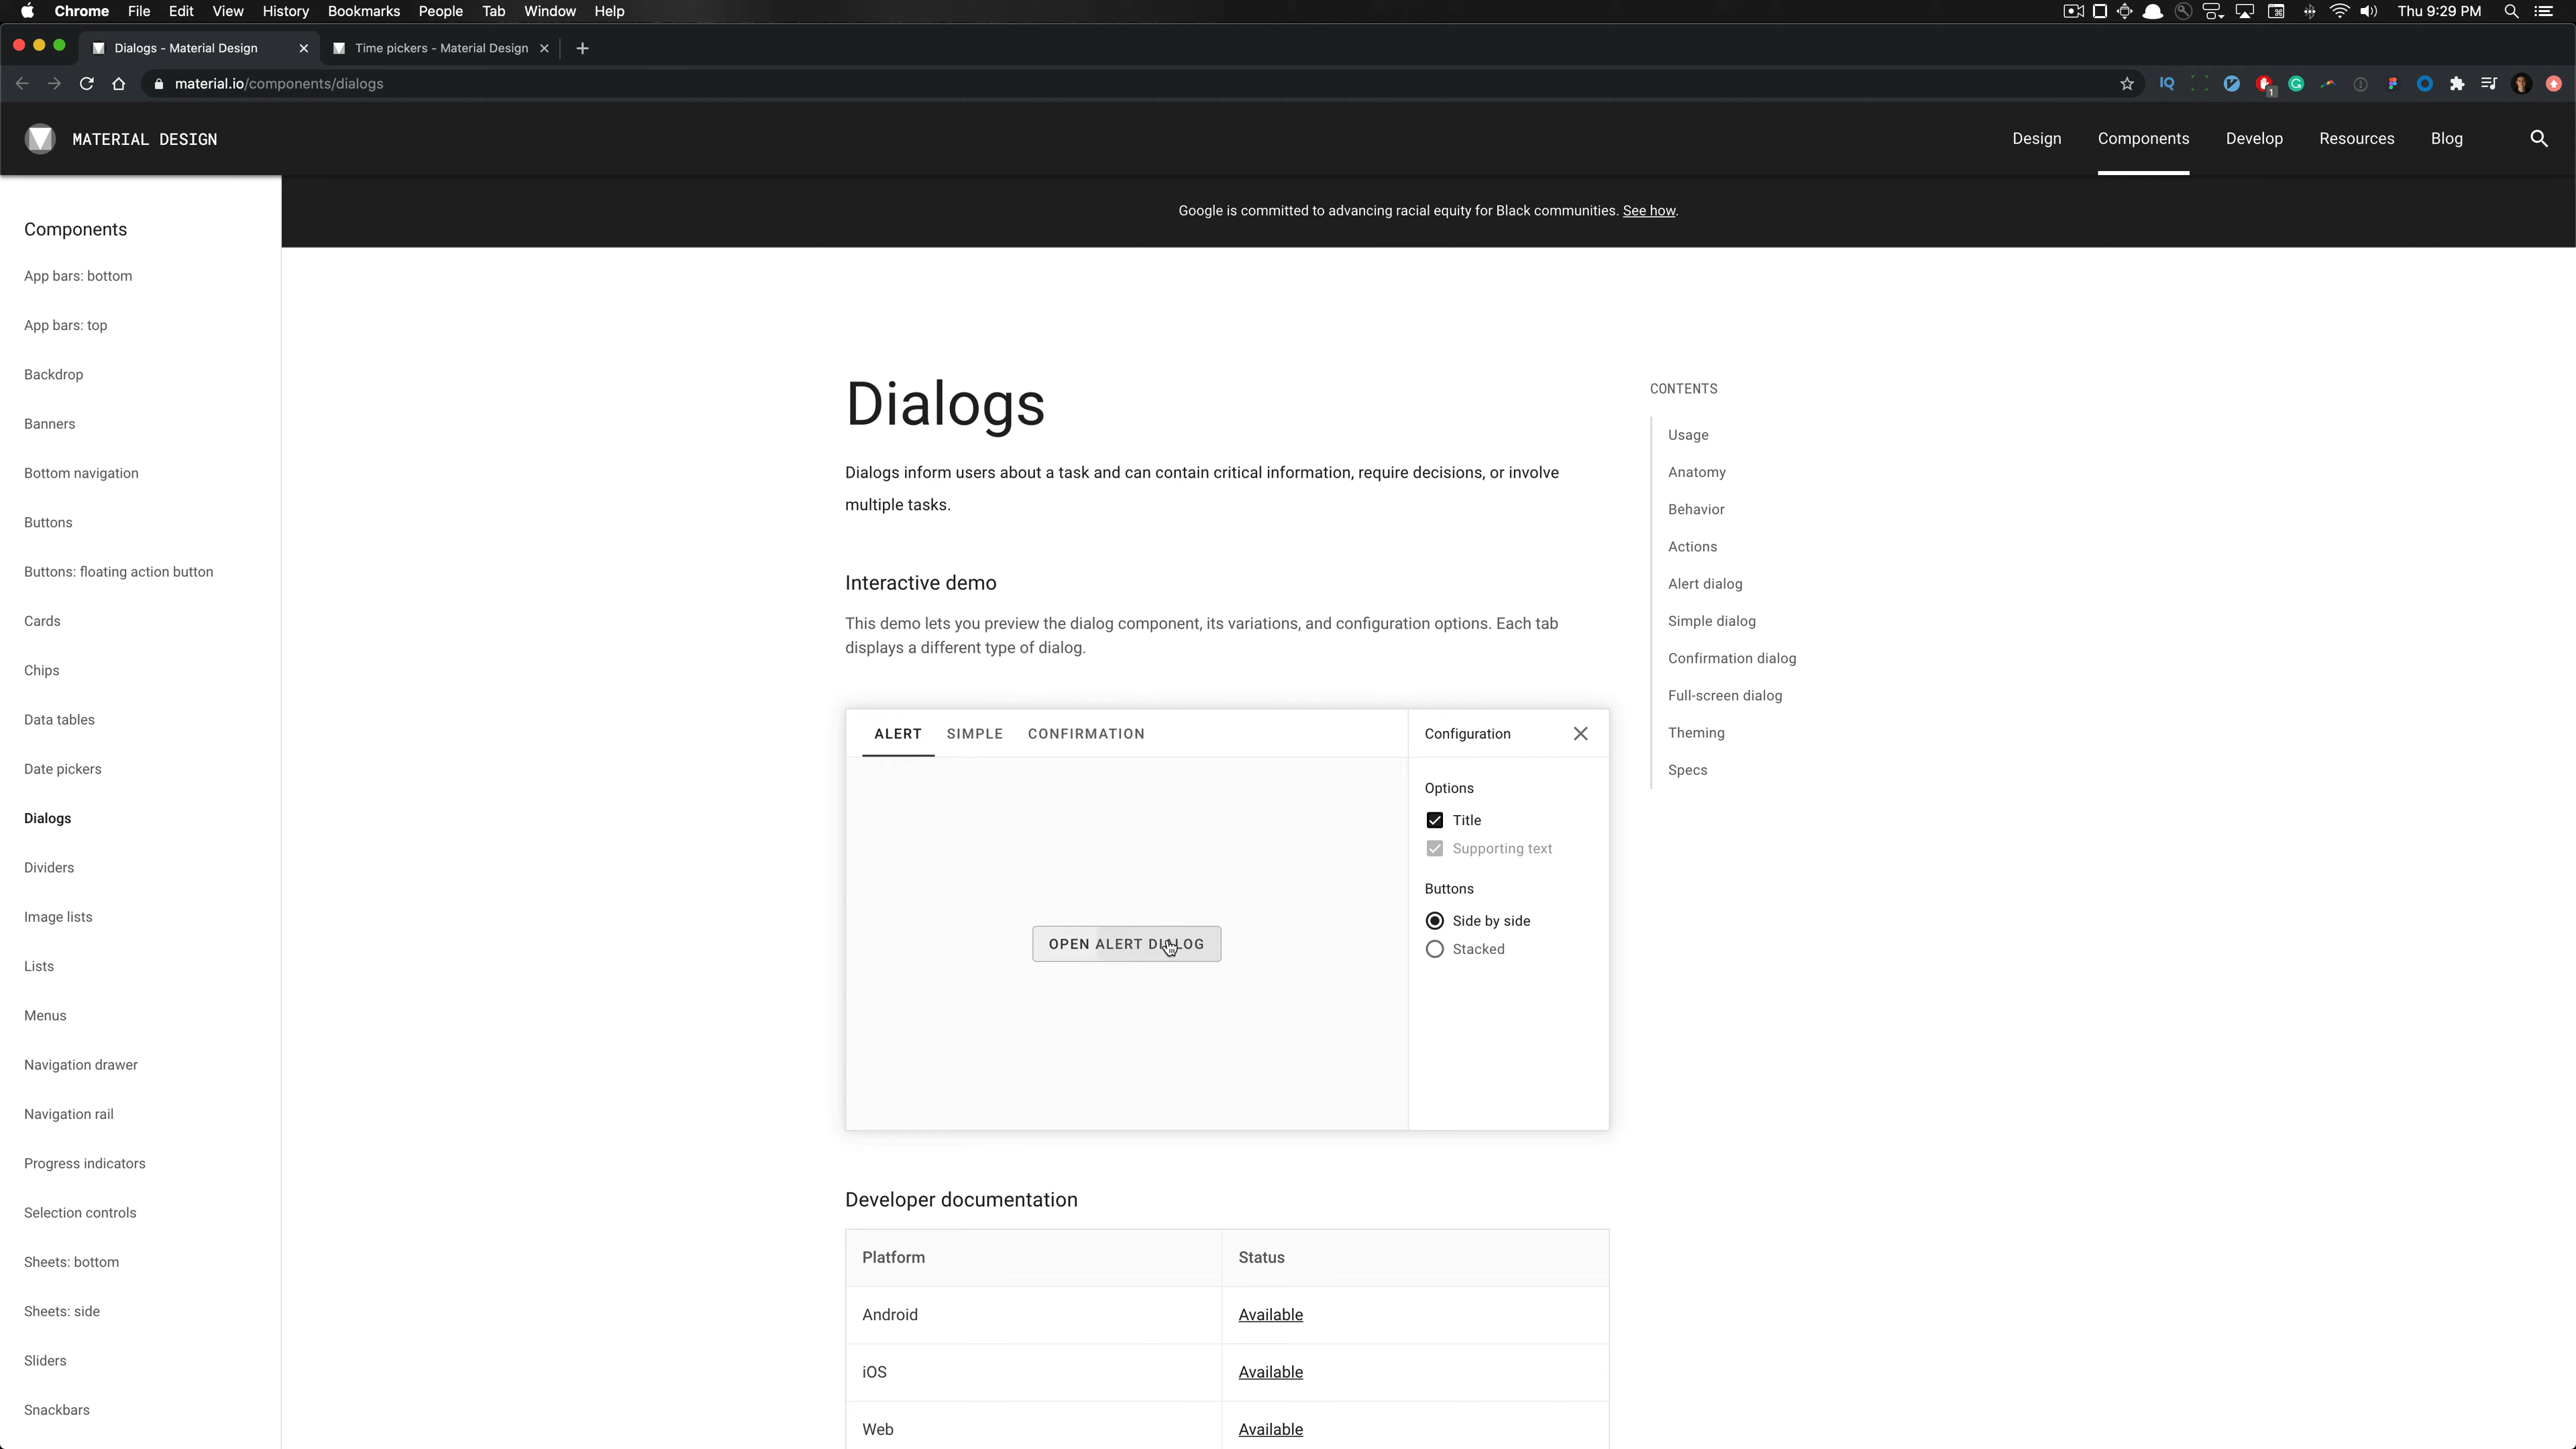 Chrome File Edit View History Bookmarks People Tab Window Help Thu 9:29 PM
Dialogs - Material Design Time pickers - Material Design
material.io/components/dialogs
IQ 1
MATERIAL DESIGN Design Components Develop Resources Blog
Google is committed to advancing racial equity for Black communities. See how.
Components
App bars: bottom
App bars: top
Backdrop
Banners
Bottom navigation
Buttons
Buttons: floating action button
Cards
Chips
Data tables
Date pickers
Dialogs
Dividers
Image lists
Lists
Menus
Navigation drawer
Navigation rail
Progress indicators
Selection controls
Sheets: bottom
Sheets: side
Sliders
Snackbars
Dialogs
Dialogs inform users about a task and can contain critical information, require decisions, or involve
multiple tasks.
Interactive demo
This demo lets you preview the dialog component, its variations, and configuration options. Each tab
displays a different type of dialog.
ALERT SIMPLE CONFIRMATION
OPEN ALERT DIALOG
Configuration
Options
Title
Supporting text
Buttons
Side by side
Stacked
Developer documentation
Platform Status
Android Available
iOS Available
Web Available
CONTENTS
Usage
Anatomy
Behavior
Actions
Alert dialog
Simple dialog
Confirmation dialog
Full-screen dialog
Theming
Specs